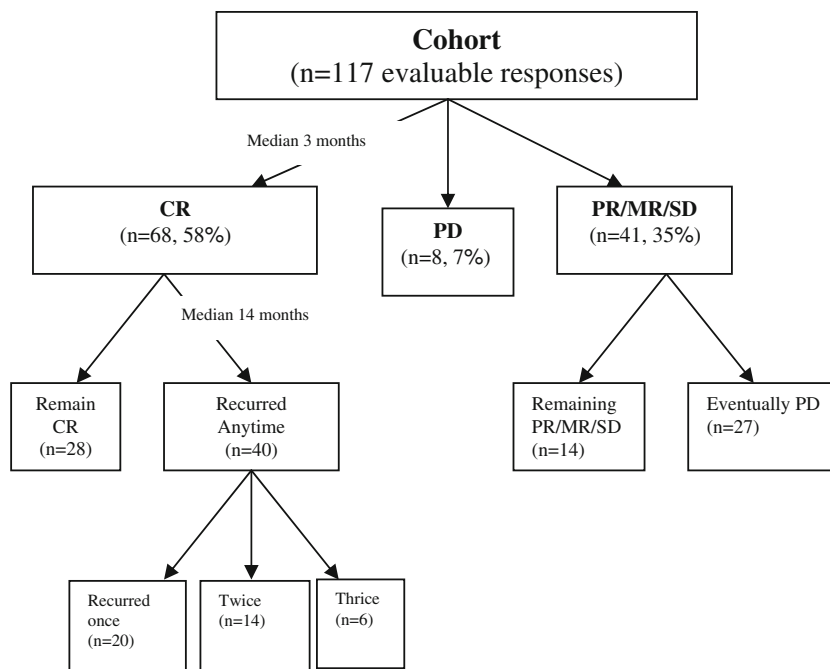 Cohort
(n=117 evaluable responses)
Median 3 months
CR
(n=68, 58%)
PD
(n=8, 7%)
PR/MR/SD
(n=41, 35%)
Median 14 months
Remain
CR
(n=28)
Recurred
Anytime
(n=40)
Remaining
PR/MR/SD
(n=14)
Eventually PD
(n=27)
Recurred
once
(n=20)
Twice
(n=14)
Thrice
(n=6)